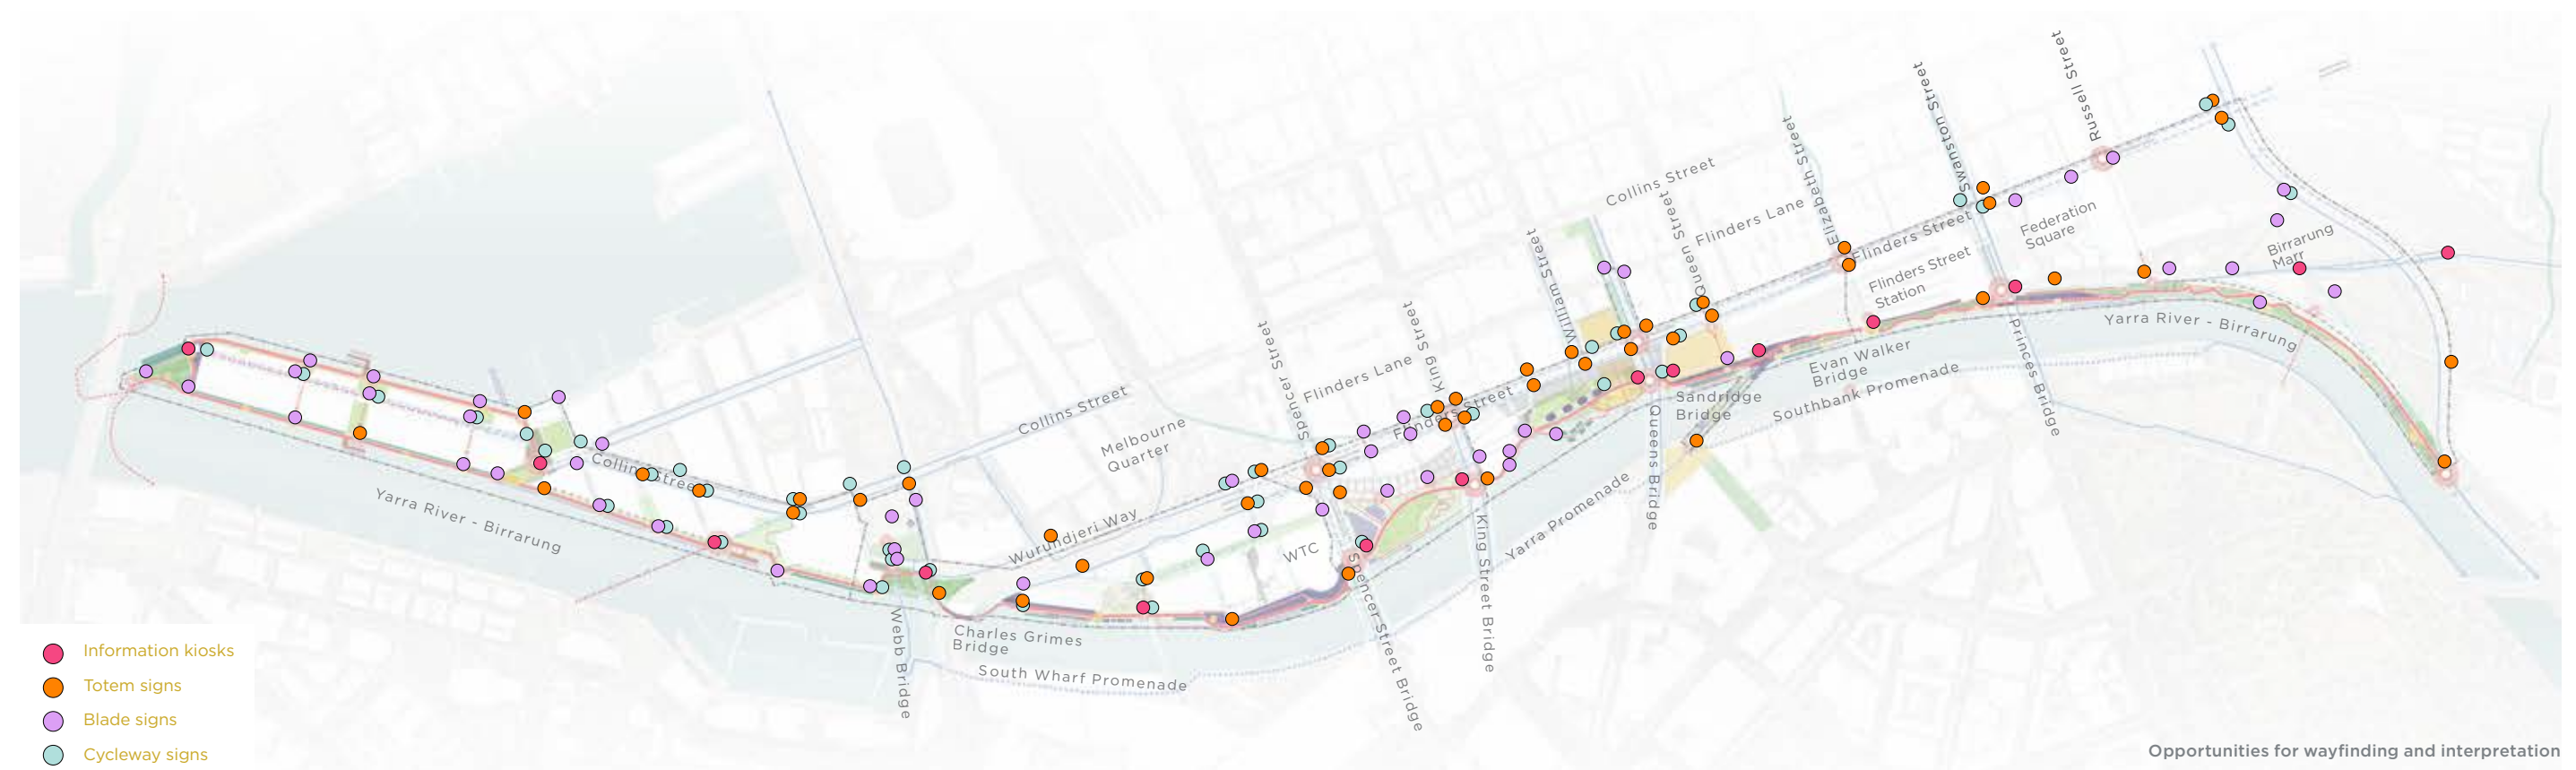 Russell Street
Swanston Street
Elizabeth Street
Collins Street
Queen Street
Flinders Lane
William Street
Flinders Street
Federation
Square
Birrarung
Marr
Flinders Street
Station
Spencer Street
King Street
Flinders Lane
Flinders Street
Collins Street
Melbourne
Quarter
Collins Street
Yarra River - Birrarung
Wurundjeri Way
WTC
Yarra River - Birrarung
Evan Walker
Bridge
Princes Bridge
Southbank Promenade
Sandridge
Bridge
Queens Bridge
Yarra Promenade
King Street Bridge
Spencer Street Bridge
Webb Bridge
Charles Grimes
Bridge
South Wharf Promenade
Information kiosks
Totem signs
Blade signs
Cycleway signs
Opportunities for wayfinding and interpretation